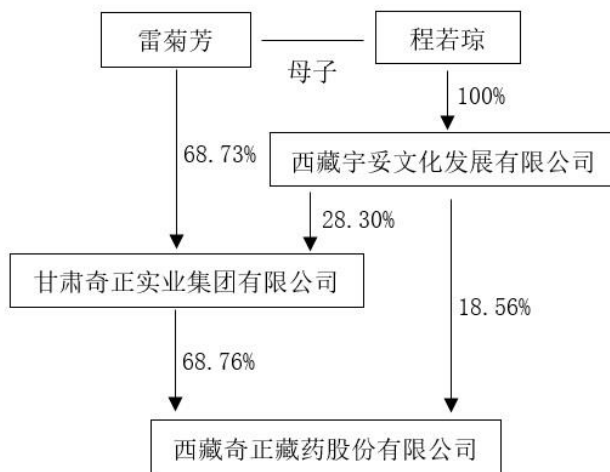 雷菊芳
程若琼
母子
100%
68.73%
西藏宇妥文化发展有限公司
28.30%
甘肃奇正实业集团有限公司
18.56%
68.76%
西藏奇正藏药股份有限公司